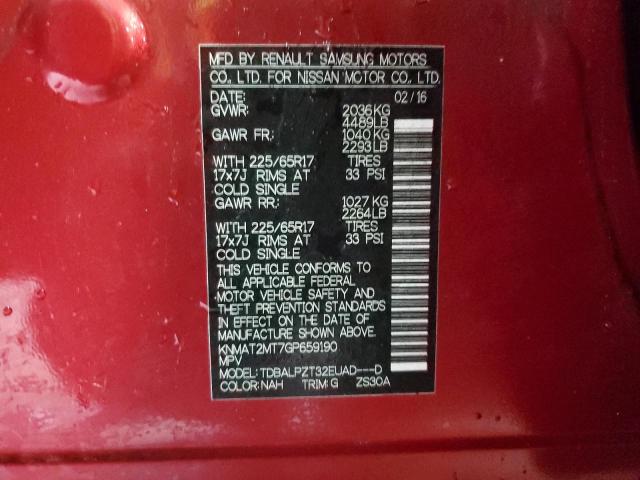 MFD BY RENAULT SAMSUNG MOTORS
CO., LTD. FOR NISSAN MOTOR CO., LTD.
DATE: 02/16
GVWR: 2036KG
4489LB
GAWR FR: 1040 KG
2293LB
WITH 225/65R17 TIRES
17x7J RIMS AT 33 PSI
COLD SINGLE
GAWR RR: 1027 KG
2264LB
WITH 225/65R17 TIRES
17x7J RIMS AT 33 PSI
COLD SINGLE
THIS VEHICLE CONFORMS TO
ALL APPLICABLE FEDERAL
MOTOR VEHICLE SAFETY AND
THEFT PREVENTION STANDARDS
IN EFFECT ON THE DATE OF
MANUFACTURE SHOWN ABOVE.
KNMAT2MT7GP659190
MPV
MODEL: TDBALPZT32EUAD---D
COLOR: NAH TRIM: G ZS30A